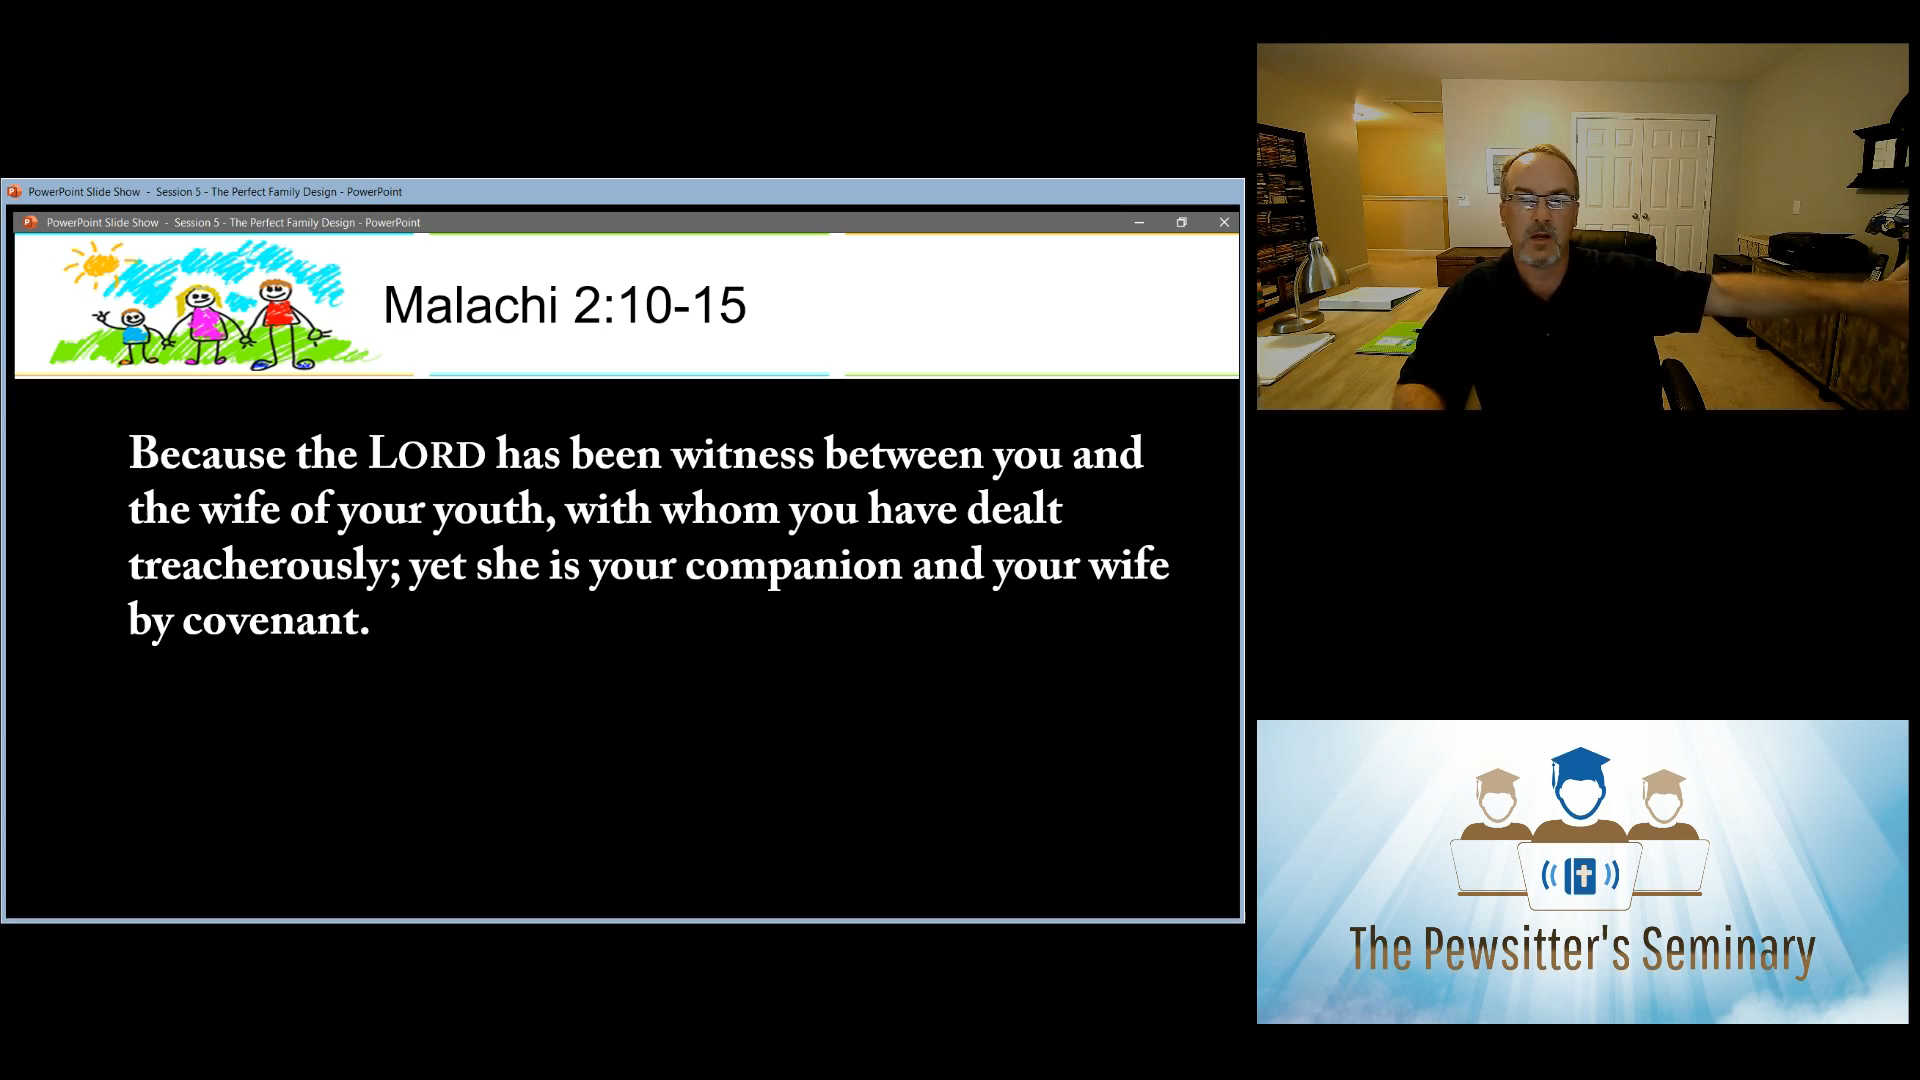 PowerPoint Slide Show - Session 5 - The Perfect Family Design - PowerPoint
PowerPoint Slide Show - Session 5 - The Perfect Family Design - PowerPoint
Malachi 2:10-15
Because the LORD has been witness between you and
the wife of your youth, with whom you have dealt
treacherously; yet she is your companion and your wife
by covenant.
The Pewsitter's Seminary